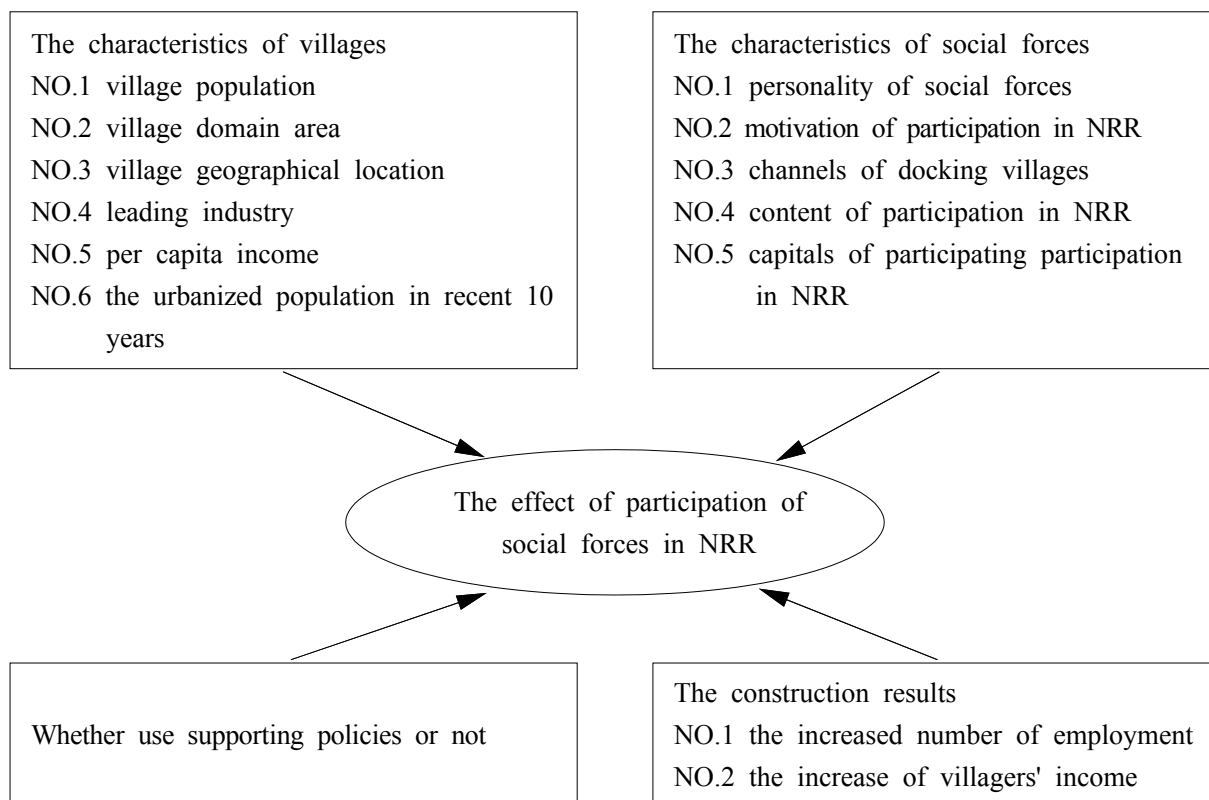 The characteristics of villages
NO.1 village population
NO.2 village domain area
NO.3 village geographical location
NO.4 leading industry
NO.5 per capita income
NO.6 the urbanized population in recent 10
years
The characteristics of social forces
NO.1 personality of social forces
NO.2 motivation of participation in NRR
NO.3 channels of docking villages
NO.4 content of participation in NRR
NO.5 capitals of participating participation
in NRR
The effect of participation of
social forces in NRR
Whether use supporting policies or not
The construction results
NO.1 the increased number of employment
NO.2 the increase of villagers' income